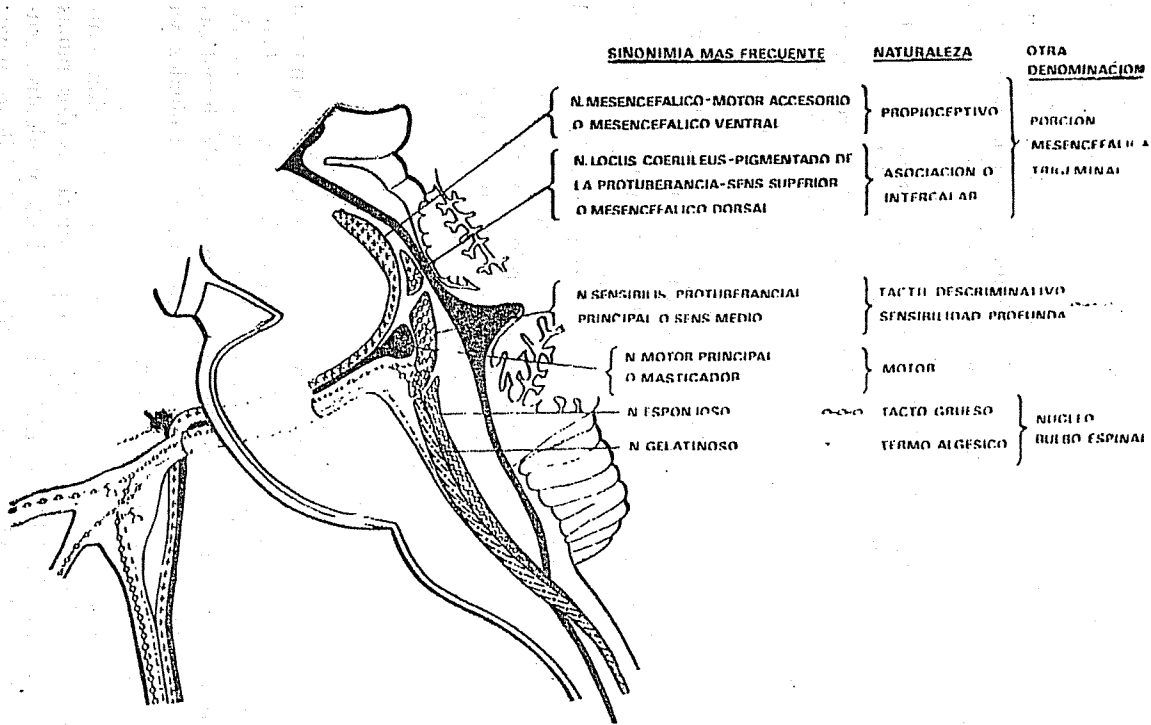 SINONIMIA MAS FRECUENTE
NATURALEZA
OTRA
DENOMINACION
N. MESENCEFALICO-MOTOR ACCESORIO
O MESENCEFALICO VENTRAL
PROPIOCEPTIVO
N. LOCUS COERULEUS-PIGMENTADO DE
LA PROTUBERANCIA-SENS SUPERIOR
O MESENCEFALICO DORSAL
ASOCIACION O
INTERCALAR
PORCION
MESENCEFALICA
TRIGEMINAL
N SENSIBILIS, PROTUBERANCIAL
PRINCIPAL O SENS MEDIO
TACTIL DESCRIMINATIVO
SENSIBILIDAD PROFUNDA
N MOTOR PRINCIPAL
O MASTICADOR
MOTOR
N ESPONJOSO
TACTO GRUESO
N GELATINOSO
TERMO ALGESICO
NUCLEO
BULBO ESPINAL